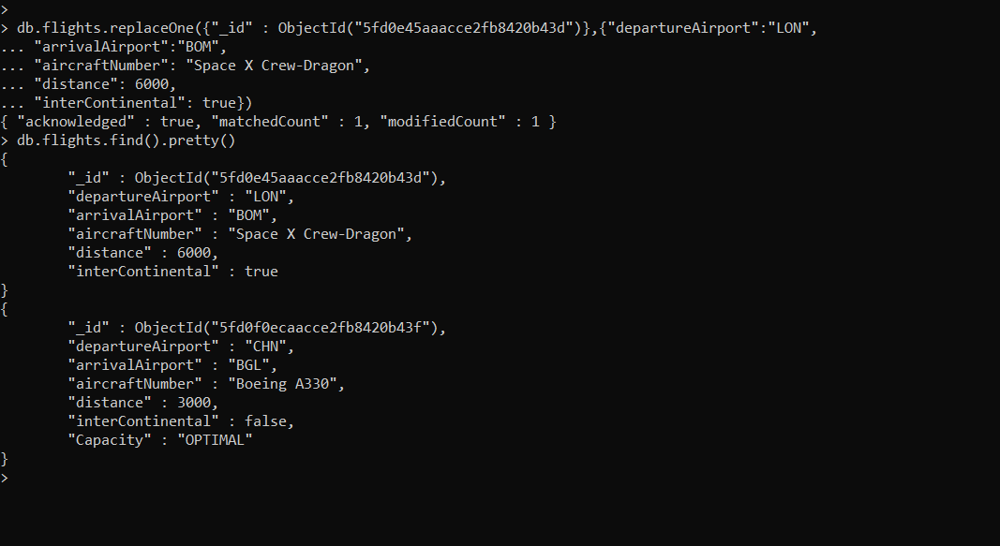 >
> db.flights.replaceOne({"_id" : ObjectId("5fd0e45aaacce2fb8420b43d")},{"departureAirport":"LON",
... "arrivalAirport":"BOM",
... "aircraftNumber": "Space X Crew-Dragon",
... "distance": 6000,
... "interContinental": true})
{ "acknowledged" : true, "matchedCount" : 1, "modifiedCount" : 1 }
> db.flights.find().pretty()
{
        "_id" : ObjectId("5fd0e45aaacce2fb8420b43d"),
        "departureAirport" : "LON",
        "arrivalAirport" : "BOM",
        "aircraftNumber" : "Space X Crew-Dragon",
        "distance" : 6000,
        "interContinental" : true
}
{
        "_id" : ObjectId("5fd0f0ecaacce2fb8420b43f"),
        "departureAirport" : "CHN",
        "arrivalAirport" : "BGL",
        "aircraftNumber" : "Boeing A330",
        "distance" : 3000,
        "interContinental" : false,
        "Capacity" : "OPTIMAL"
}
>